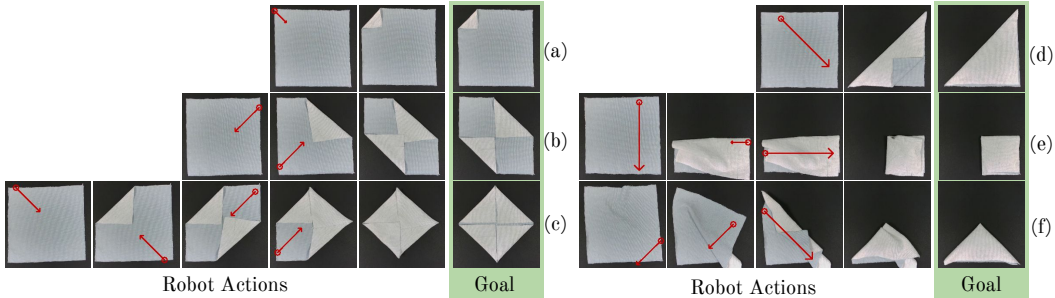 (a)
(b)
(c)
Robot Actions
Goal
(d)
(e)
(f)
Robot Actions
Goal